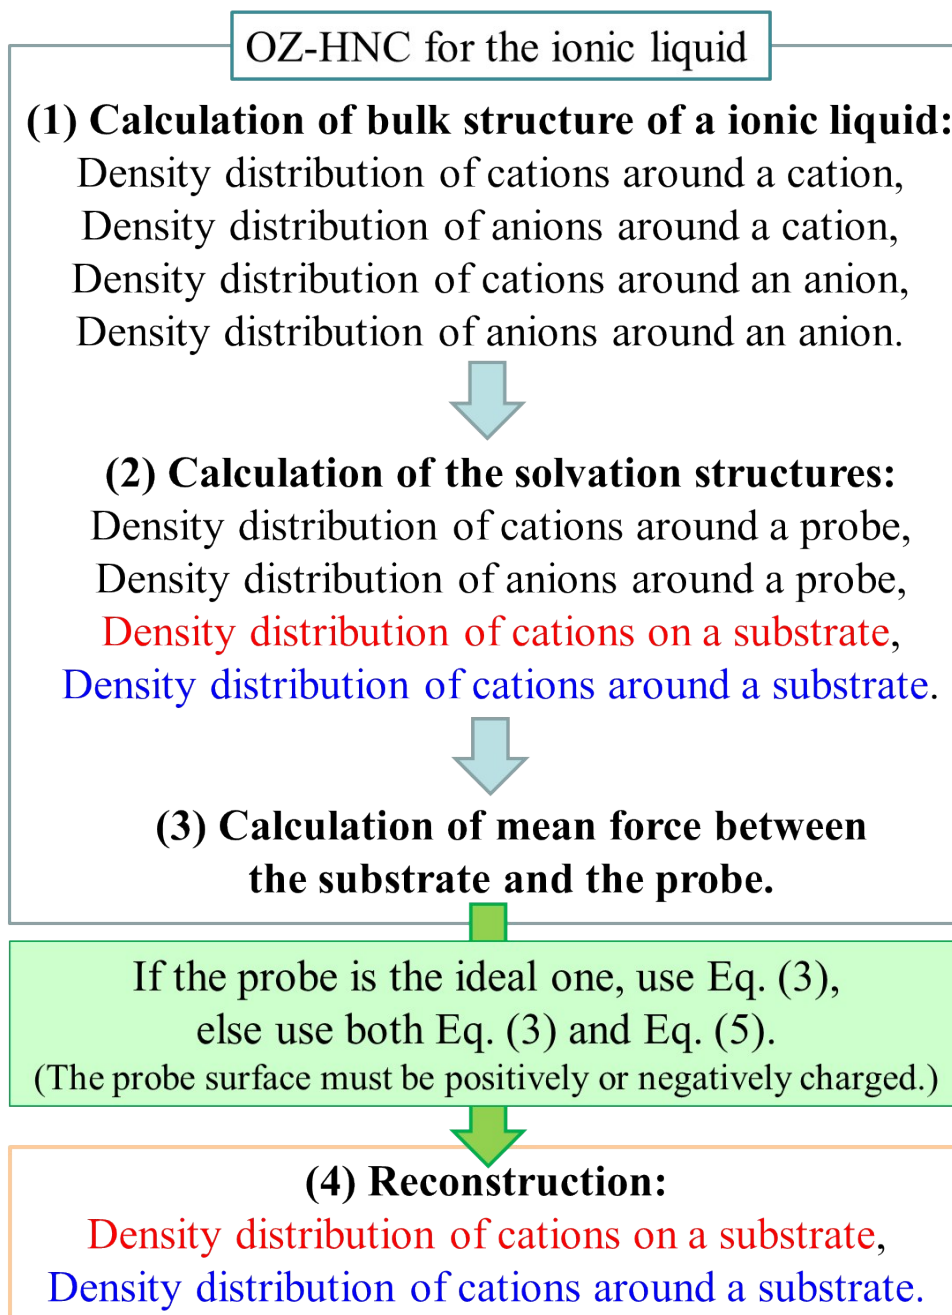 OZ-HNC for the ionic liquid
(1) Calculation of bulk structure of a ionic liquid:
Density distribution of cations around a cation,
Density distribution of anions around a cation,
Density distribution of cations around an anion,
Density distribution of anions around an anion.
(2) Calculation of the solvation structures:
Density distribution of cations around a probe,
Density distribution of anions around a probe,
Density distribution of cations on a substrate,
Density distribution of cations around a substrate.
(3) Calculation of mean force between
the substrate and the probe.
If the probe is the ideal one, use Eq. (3),
else use both Eq. (3) and Eq. (5).
(The probe surface must be positively or negatively charged.)
(4) Reconstruction:
Density distribution of cations on a substrate,
Density distribution of cations around a substrate.